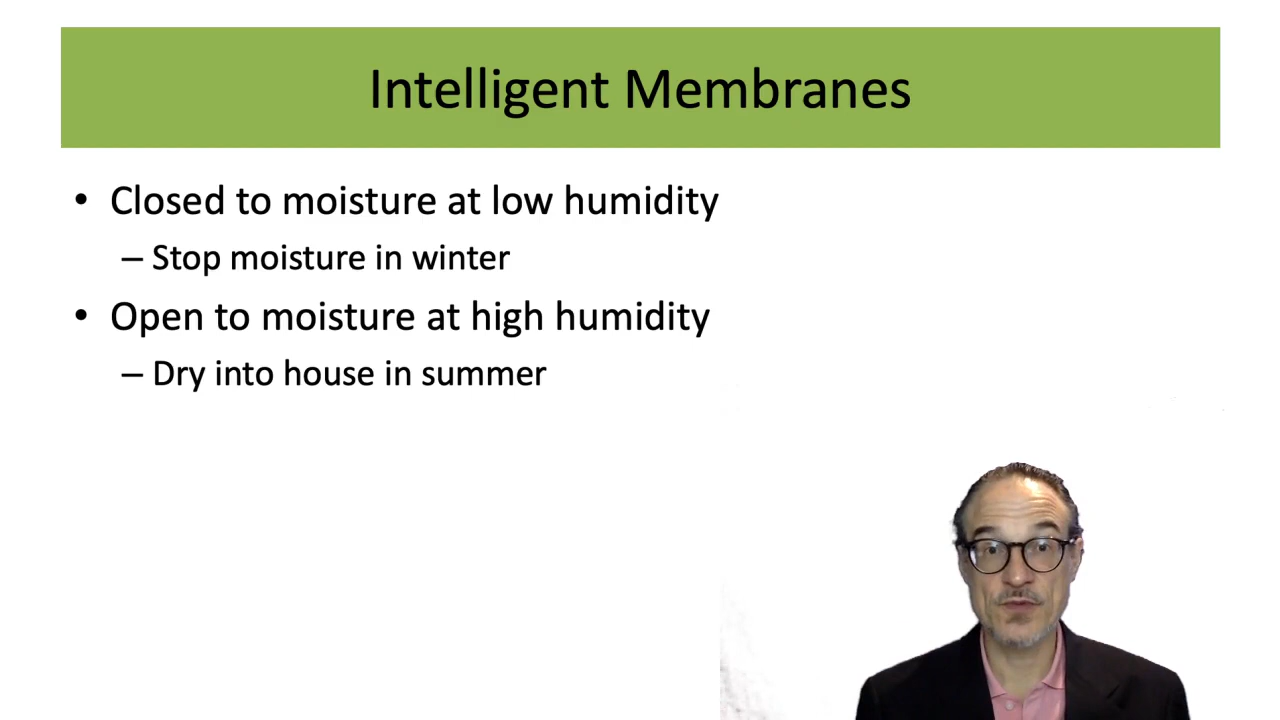 Intelligent Membranes
• Closed to moisture at low humidity
– Stop moisture in winter
• Open to moisture at high humidity
– Dry into house in summer